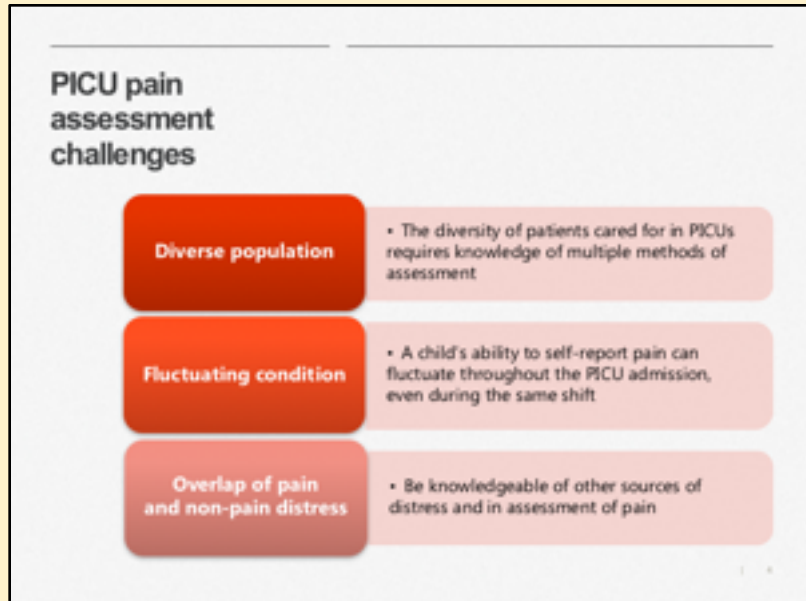 PICU pain
assessment
challenges
Diverse population
• The diversity of patients cared for in PICUs
requires knowledge of multiple methods of
assessment
Fluctuating condition
• A child's ability to self-report pain can
fluctuate throughout the PICU admission,
even during the same shift
Overlap of pain
and non-pain distress
• Be knowledgeable of other sources of
distress and in assessment of pain